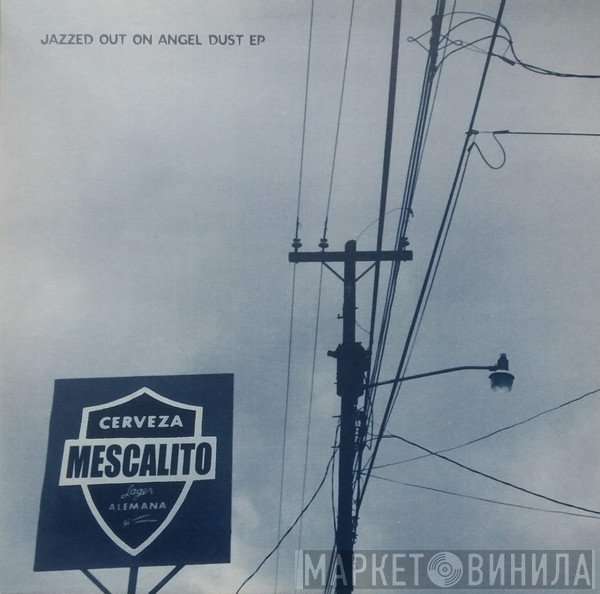 JAZZED OUT ON ANGEL DUST EP
CERVEZA
MESCALITO
Lager
ALEMANA
МАРКЕТ ВИНИЛА